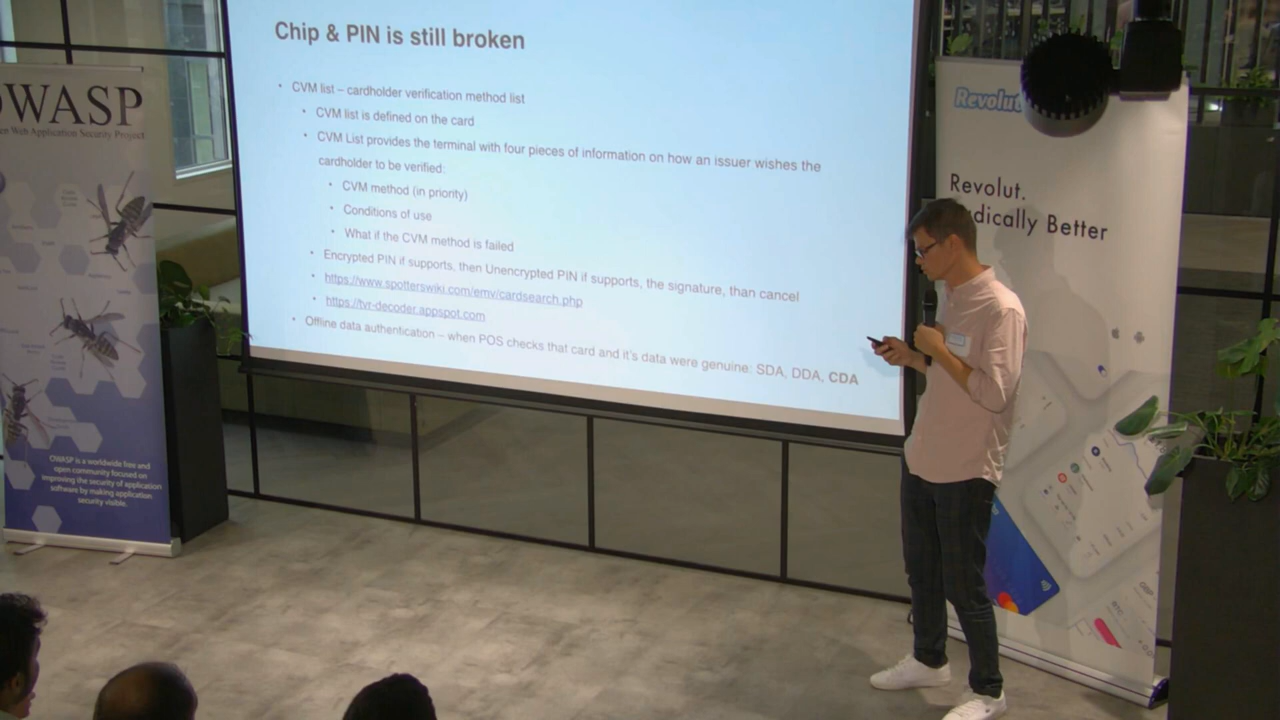 Chip & PIN is still broken
CVM list – cardholder verification method list
CVM list is defined on the card
CVM List provides the terminal with four pieces of information on how an issuer wishes the
cardholder to be verified:
CVM method (in priority)
Conditions of use
What if the CVM method is failed
Encrypted PIN if supports, then Unencrypted PIN if supports, the signature, than cancel
https://www.spotterswiki.com/emv/cardsearch.php
https://tvr-decoder.appspot.com
Offline data authentication – when POS checks that card and it's data were genuine: SDA, DDA, CDA
OWASP
Web Application Security Project
OWASP is a worldwide free and
open community focused on
improving the security of application
software by making application
security visible.
Revolut
Revolut.
dically Better